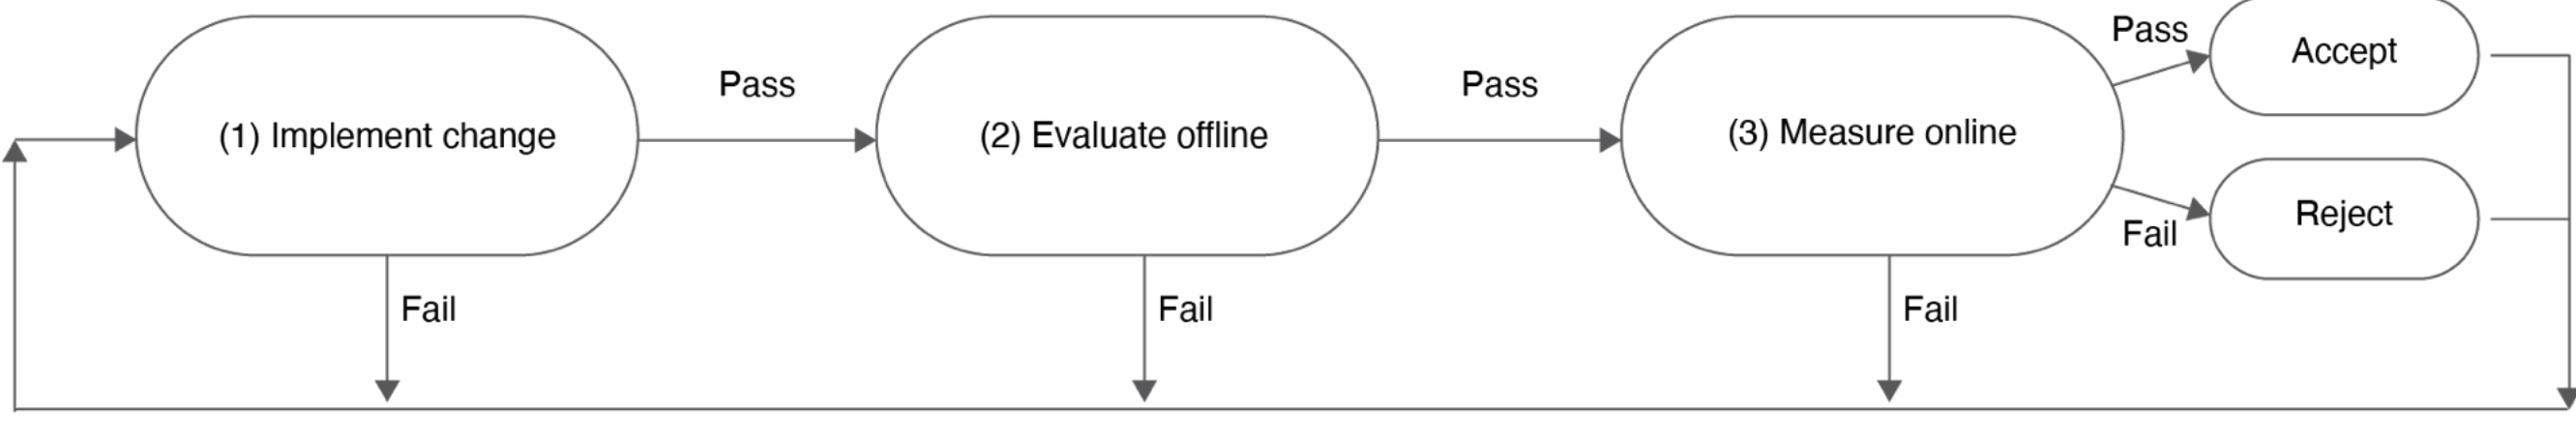 (1) Implement change
Pass
(2) Evaluate offline
Pass
(3) Measure online
Pass
Accept
Fail
Reject
Fail
Fail
Fail